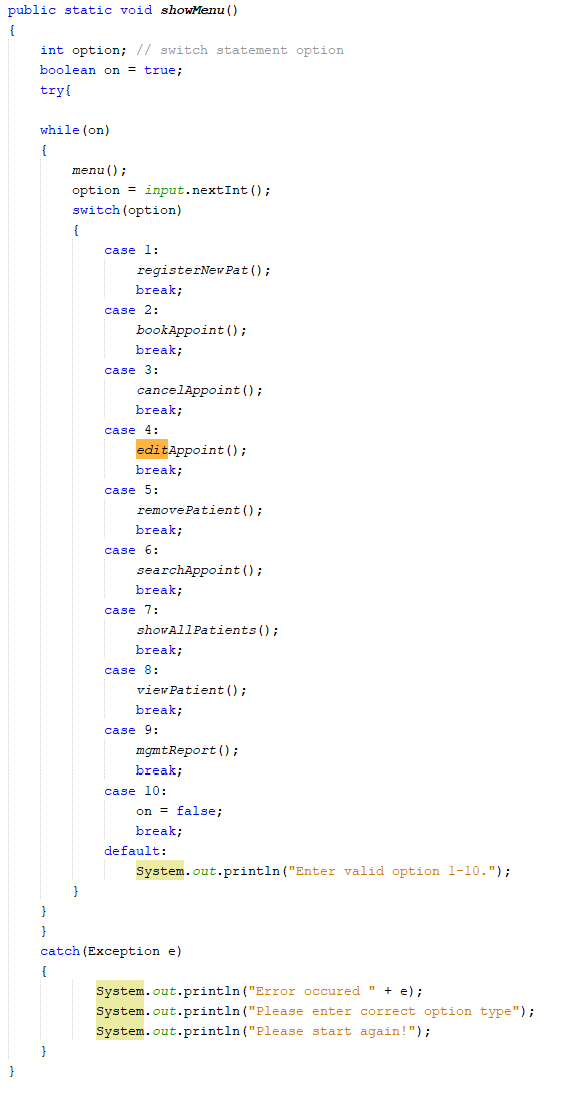 public static void showMenu()
{
int option; // switch statement option
boolean on = true;
try{
while(on)
{
menu();
option = input.nextInt();
switch(option)
{
case 1:
registerNewPat();
break;
case 2:
bookAppoint();
break;
case 3:
cancelAppoint();
break;
case 4:
editAppoint();
break;
case 5:
removePatient();
break;
case 6:
searchAppoint();
break;
case 7:
showAllPatients();
break;
case 8:
viewPatient();
break;
case 9:
mgmtReport();
break;
case 10:
on = false;
break;
default:
System.out.println("Enter valid option 1-10.");
}
}
}
catch(Exception e)
{
System.out.println("Error occured " + e);
System.out.println("Please enter correct option type");
System.out.println("Please start again!");
}
}